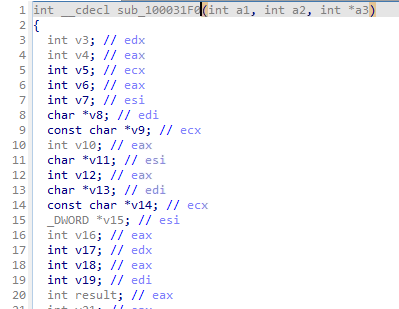 1 int __cdecl sub_100031F0(int a1, int a2, int *a3)
2 {
3 int v3; // edx
4 int v4; // eax
5 int v5; // ecx
6 int v6; // eax
7 int v7; // esi
8 char *v8; // edi
9 const char *v9; // ecx
10 int v10; // eax
11 char *v11; // esi
12 int v12; // eax
13 char *v13; // edi
14 const char *v14; // ecx
15 _DWORD *v15; // esi
16 int v16; // eax
17 int v17; // edx
18 int v18; // eax
19 int v19; // edi
20 int result; // eax